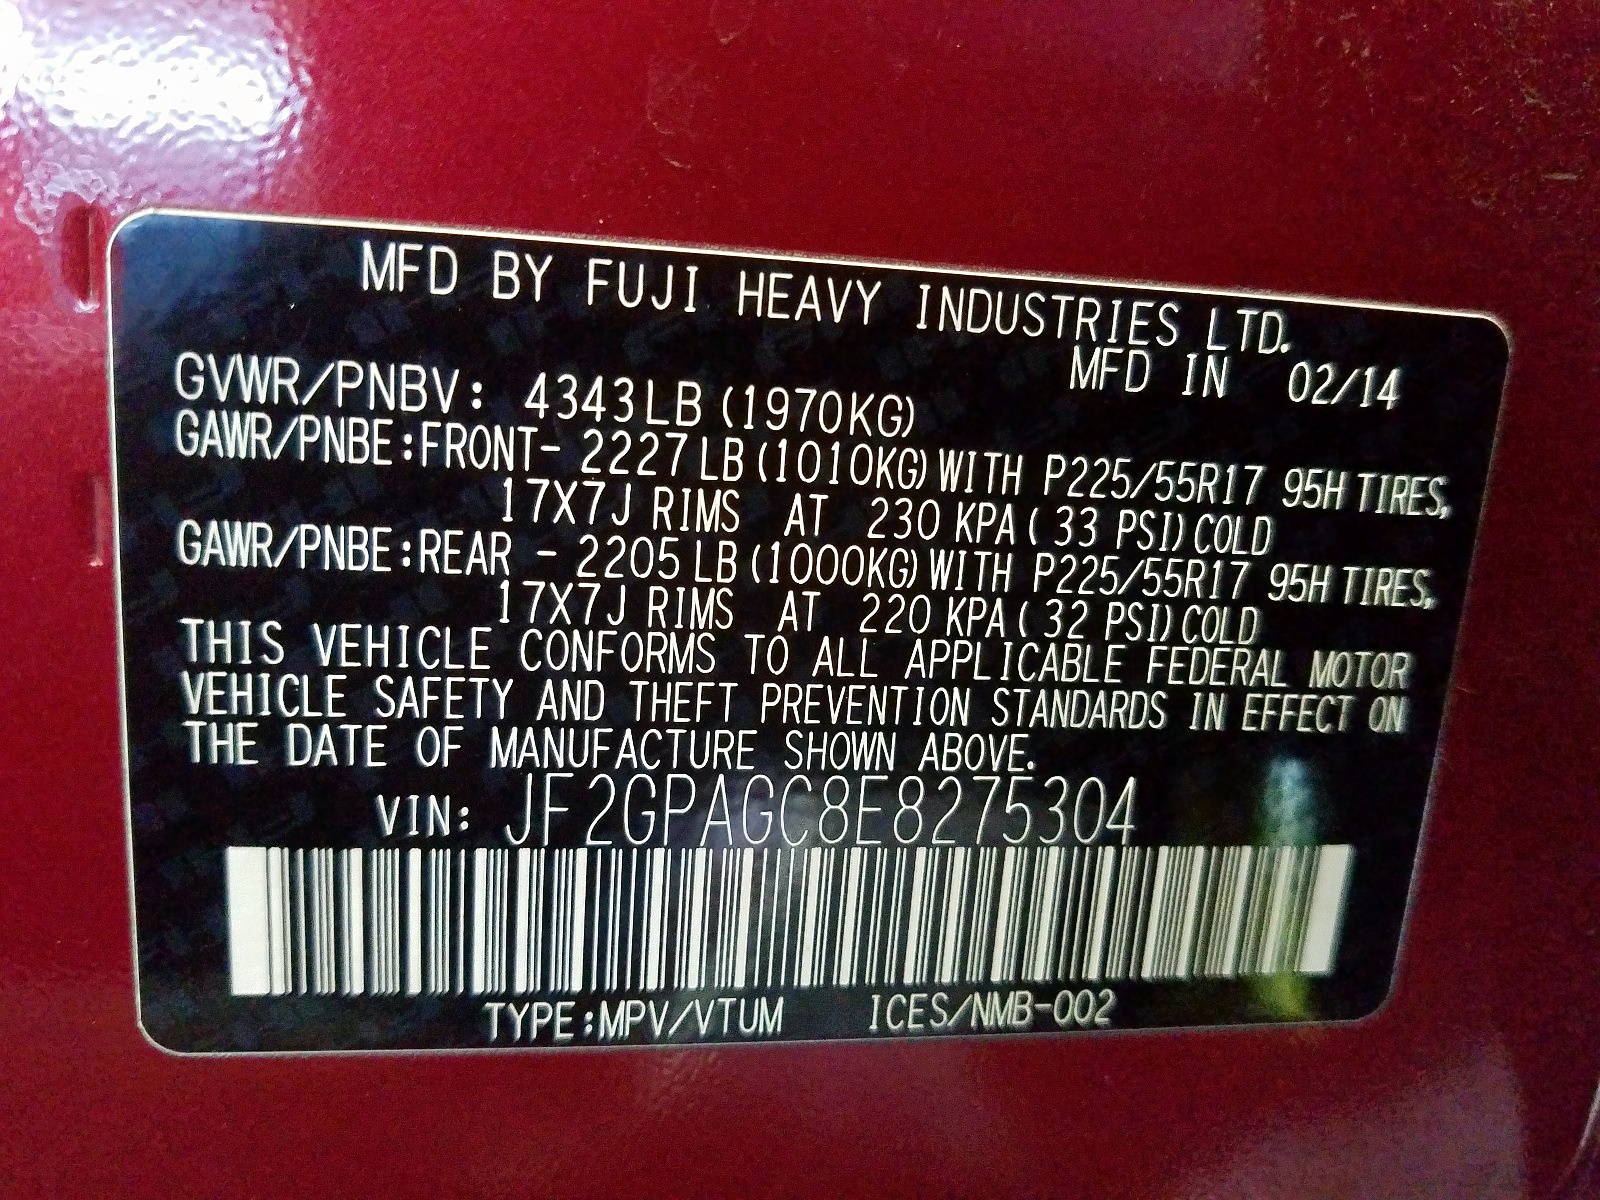 MFD BY FUJI HEAVY INDUSTRIES LTD.
MFD IN 02/14
GVWR/PNBV: 4343LB (1970KG)
GAWR/PNBE:FRONT- 2227LB (1010KG) WITH P225/55R17 95H TIRES,
17X7J RIMS AT 230 KPA ( 33 PSI) COLD
GAWR/PNBE:REAR - 2205LB (1000KG) WITH P225/55R17 95H TIRES,
17X7J RIMS AT 220 KPA ( 32 PSI) COLD
THIS VEHICLE CONFORMS TO ALL APPLICABLE FEDERAL MOTOR
VEHICLE SAFETY AND THEFT PREVENTION STANDARDS IN EFFECT ON
THE DATE OF MANUFACTURE SHOWN ABOVE.
VIN: JF2GPAGC8E8275304
TYPE:MPV/VTUM ICES/NMB-002